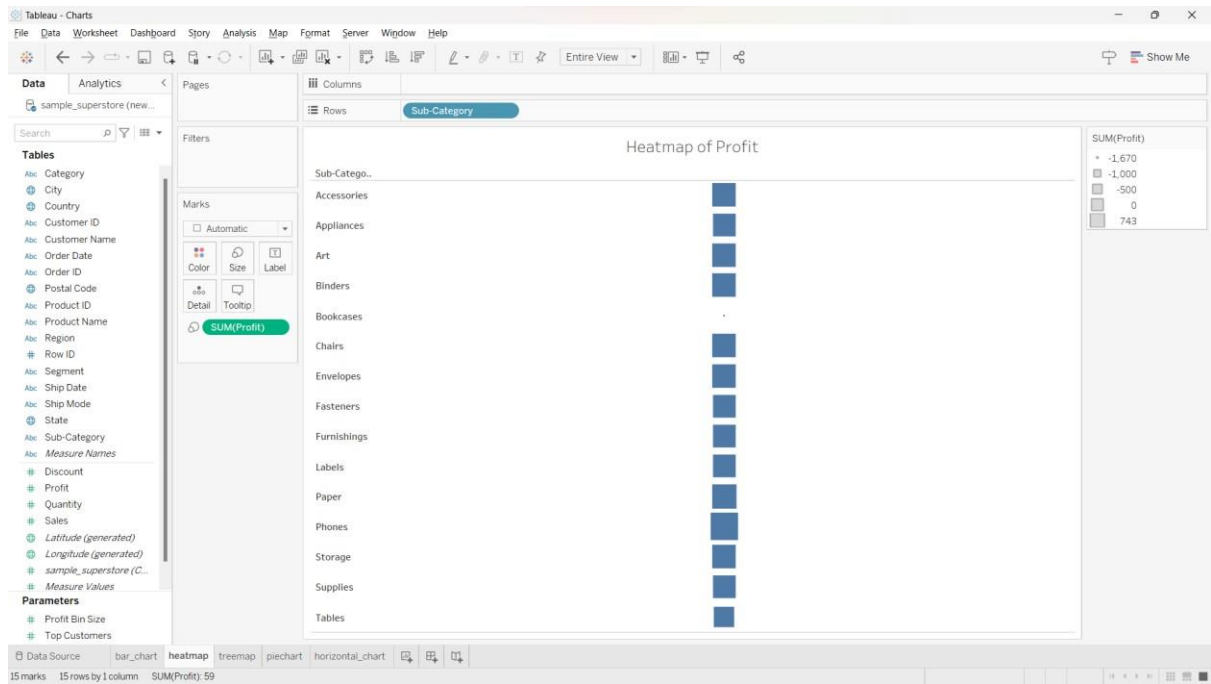 Tableau - Charts
File Data Worksheet Dashboard Story Analysis Map Format Server Window Help
Entire View
Show Me
Data Analytics
sample_superstore (new...
Search
Tables
Abc Category
City
Country
Abc Customer ID
Abc Customer Name
Abc Order Date
Abc Order ID
Postal Code
Abc Product ID
Abc Product Name
Abc Region
# Row ID
Abc Segment
Abc Ship Date
Abc Ship Mode
State
Abc Sub-Category
Abc Measure Names
# Discount
# Profit
# Quantity
# Sales
Latitude (generated)
Longitude (generated)
# sample_superstore (C...
# Measure Values
Parameters
# Profit Bin Size
# Top Customers
Pages
Filters
Marks
Automatic
Color Size Label
Detail Tooltip
SUM(Profit)
Columns
Rows Sub-Category
Heatmap of Profit
Sub-Catego..
Accessories
Appliances
Art
Binders
Bookcases
Chairs
Envelopes
Fasteners
Furnishings
Labels
Paper
Phones
Storage
Supplies
Tables
SUM(Profit)
-1,670
-1,000
-500
0
743
Data Source bar_chart heatmap treemap piechart horizontal_chart
15 marks 15 rows by 1 column SUM(Profit): 59